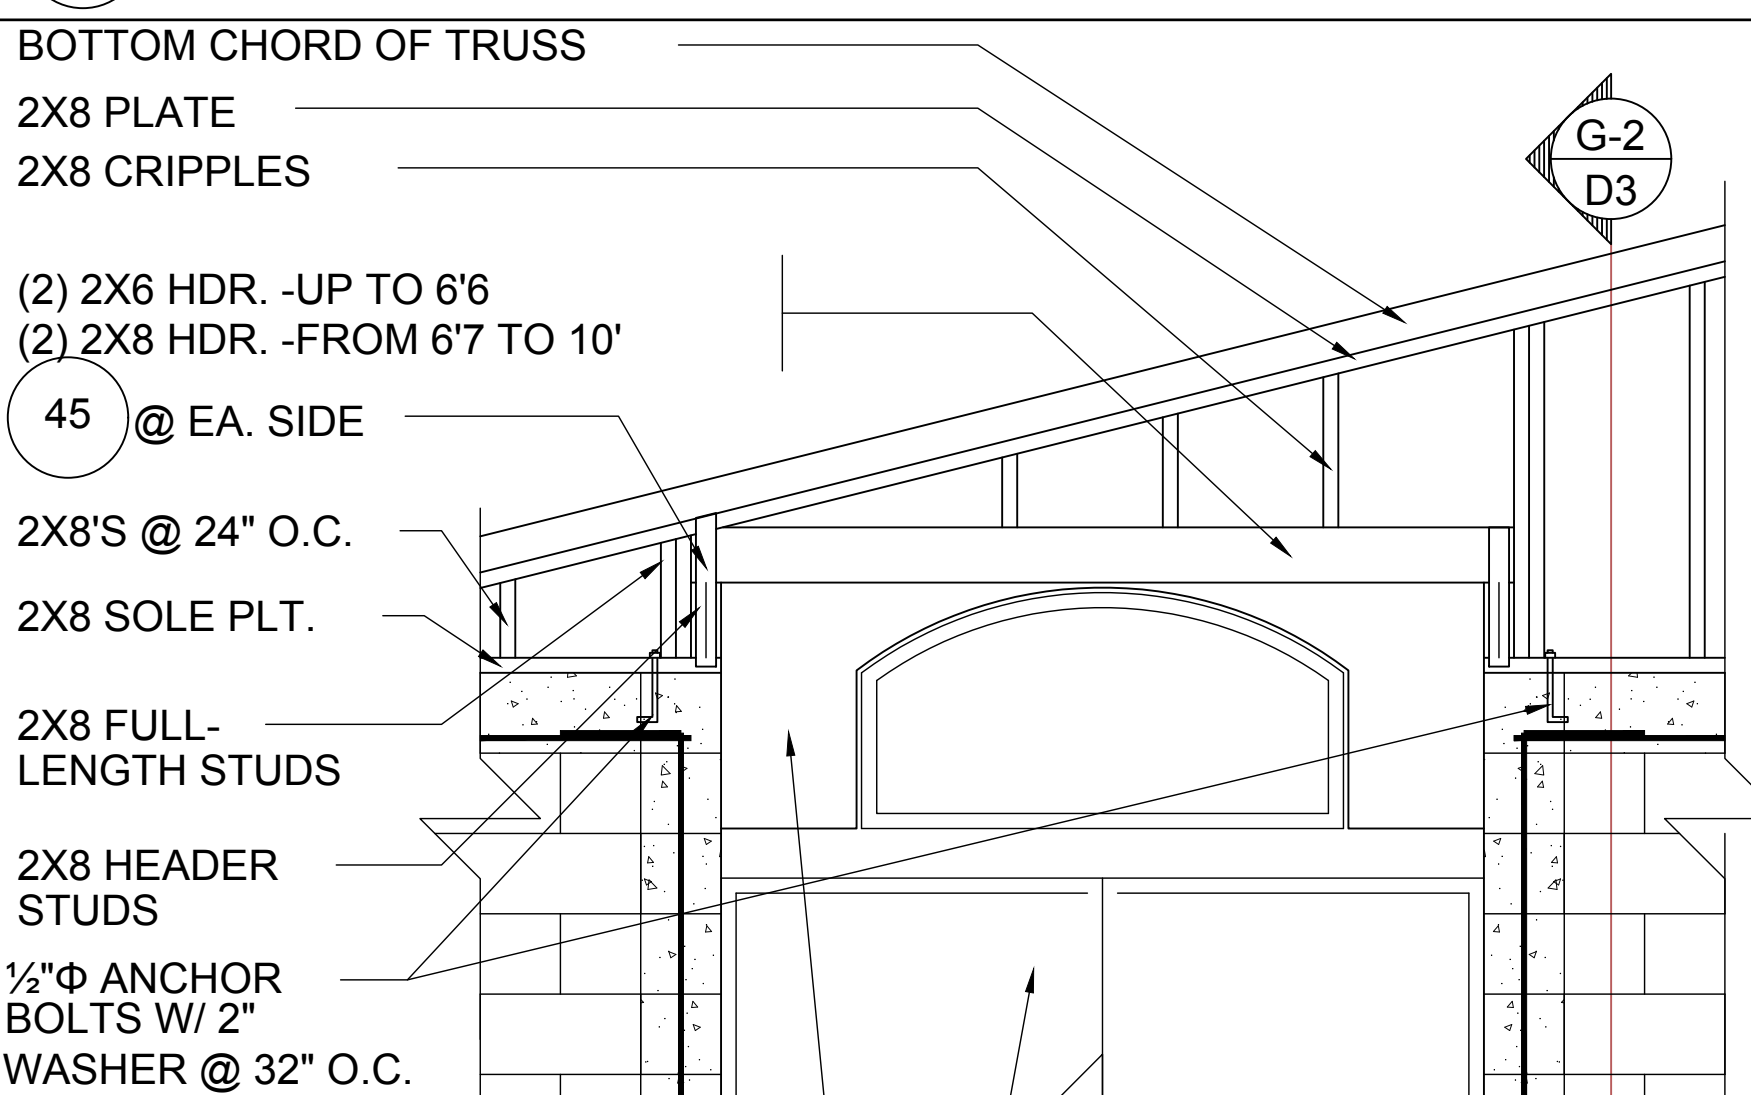 BOTTOM CHORD OF TRUSS
2X8 PLATE
2X8 CRIPPLES
G-2
D3
(2) 2X6 HDR. -UP TO 6'6
(2) 2X8 HDR. -FROM 6'7 TO 10'
45 @ EA. SIDE
2X8'S @ 24" O.C.
2X8 SOLE PLT.
2X8 FULL-
LENGTH STUDS
2X8 HEADER
STUDS
½"Φ ANCHOR
BOLTS W/ 2"
WASHER @ 32" O.C.